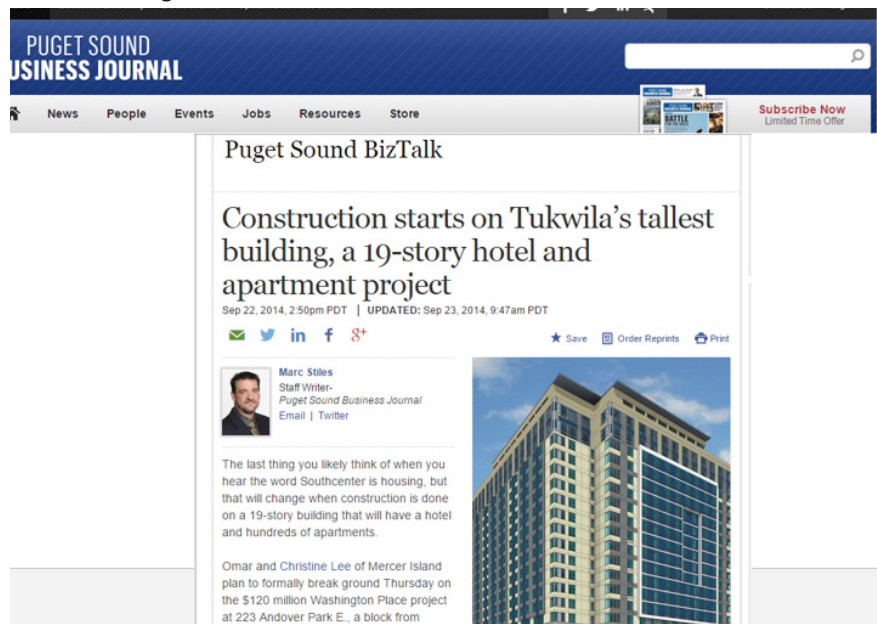 PUGET SOUND
USINESS JOURNAL
News People Events Jobs Resources Store
BATTLE
Subscribe Now
Limited Time Offer
Puget Sound BizTalk
Construction starts on Tukwila’s tallest
building, a 19-story hotel and
apartment project
Sep 22, 2014, 2:50pm PDT | UPDATED: Sep 23, 2014, 9:47am PDT
Save Order Reprints Print
Marc Stiles
Staff Writer-
Puget Sound Business Journal
Email | Twitter
The last thing you likely think of when you
hear the word Southcenter is housing, but
that will change when construction is done
on a 19-story building that will have a hotel
and hundreds of apartments.
Omar and Christine Lee of Mercer Island
plan to formally break ground Thursday on
the $120 million Washington Place project
at 223 Andover Park E., a block from